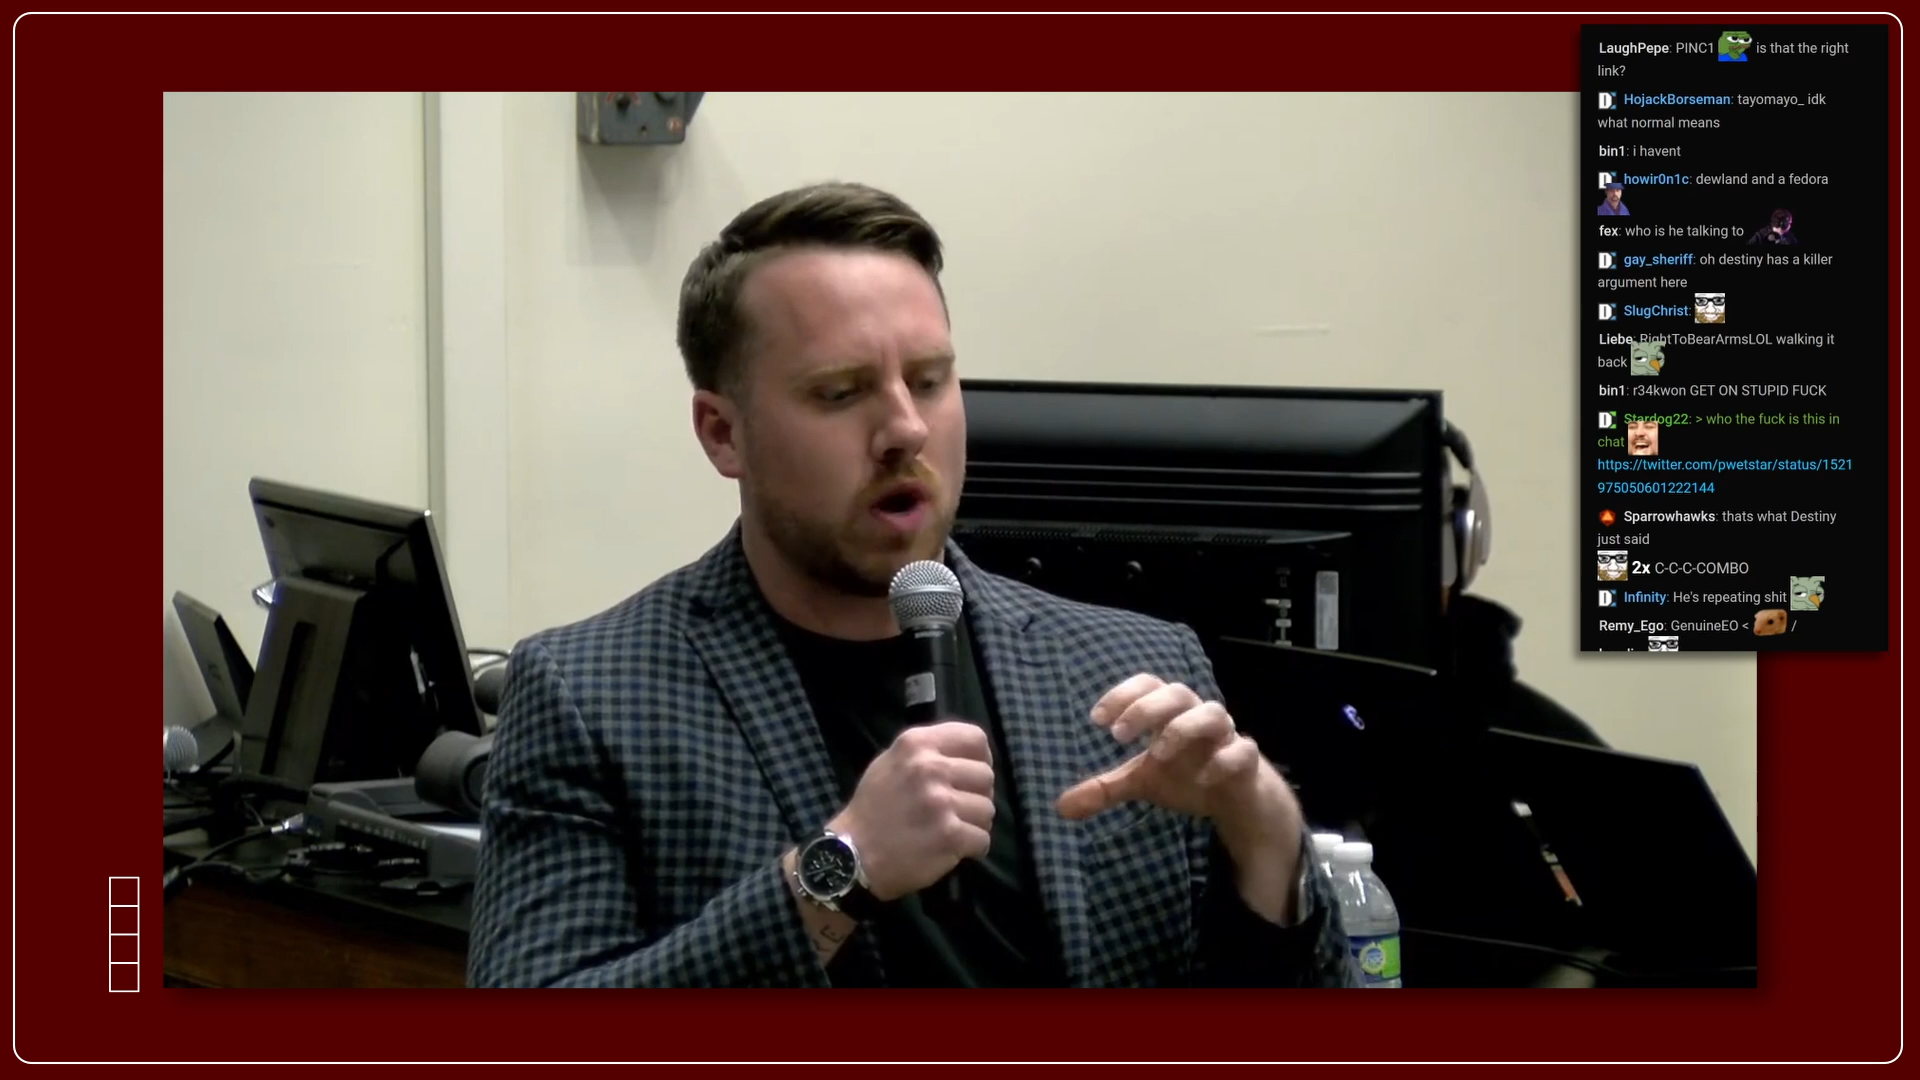 LaughPepe: PINC1 is that the right
link?
HojackBorseman: tayomayo_ idk
what normal means
bin1: i havent
howir0n1c: dewland and a fedora
fex: who is he talking to
gay_sheriff: oh destiny has a killer
argument here
SlugChrist:
Liebe: RightToBearArmsLOL walking it
back
bin1: r34kwon GET ON STUPID FUCK
Stardog22: > who the fuck is this in
chat
https://twitter.com/pwetstar/status/1521
975050601222144
Sparrowhawks: thats what Destiny
just said
2x C-C-C-COMBO
Infinity: He's repeating shit
Remy_Ego: GenuineEO < /